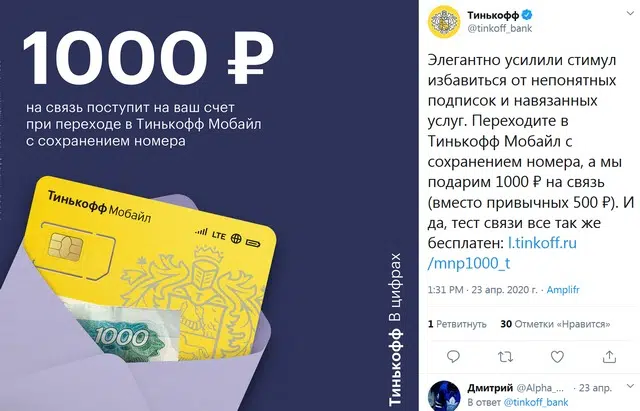 1000 ₽
на связь поступит на ваш счет
при переходе в Тинькофф Мобайл
с сохранением номера
Тинькофф Мобайл
LTE
1000
Тинькофф В цифрах
Тинькофф
@tinkoff_bank
Элегантно усилили стимул
избавиться от непонятных
подписок и навязанных
услуг. Переходите в
Тинькофф Мобайл с
сохранением номера, а мы
подарим 1000 ₽ на связь
(вместо привычных 500 ₽). И
да, тест связи все так же
бесплатен: l.tinkoff.ru
/mnp1000_t
1:31 PM · 23 апр. 2020 г. · Amplifr
1 Ретвитнуть 30 Отметки «Нравится»
Дмитрий @Alpha_... · 23 апр.
В ответ @tinkoff_bank